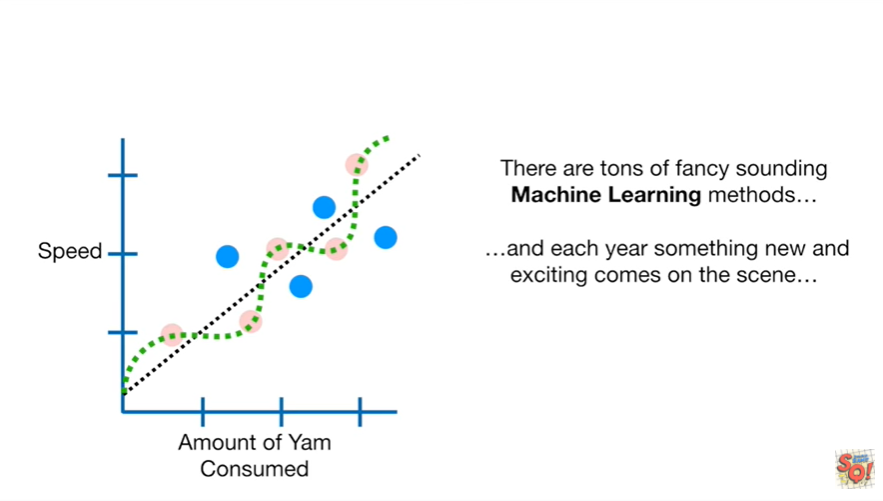 There are tons of fancy sounding
Machine Learning methods…
…and each year something new and
exciting comes on the scene…
Speed
Amount of Yam
Consumed
SO!